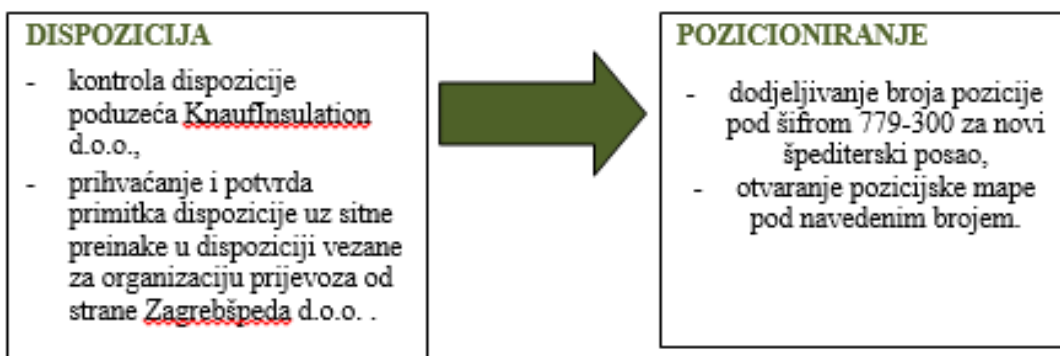 DISPOZICIJA
- kontrola dispozicije
poduzeća KnaufInsulation
d.o.o.,
- prihvaćanje i potvrda
primitka dispozicije uz sitne
preinake u dispoziciji vezane
za organizaciju prijevoza od
strane Zagrebšpeda d.o.o. .
POZICIONIRANJE
- dodjeljivanje broja pozicije
pod šifrom 779-300 za novi
špediterski posao,
- otvaranje pozicijske mape
pod navedenim brojem.